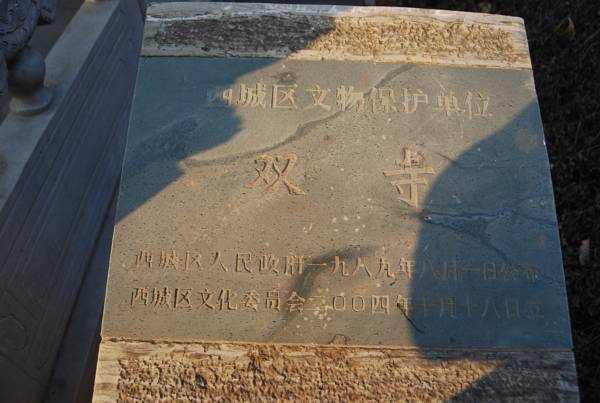 西城区文物保护单位
双寺
西城区人民政府一九八九年八月一日公布
西城区文化委员会二〇〇四年十月十八日立